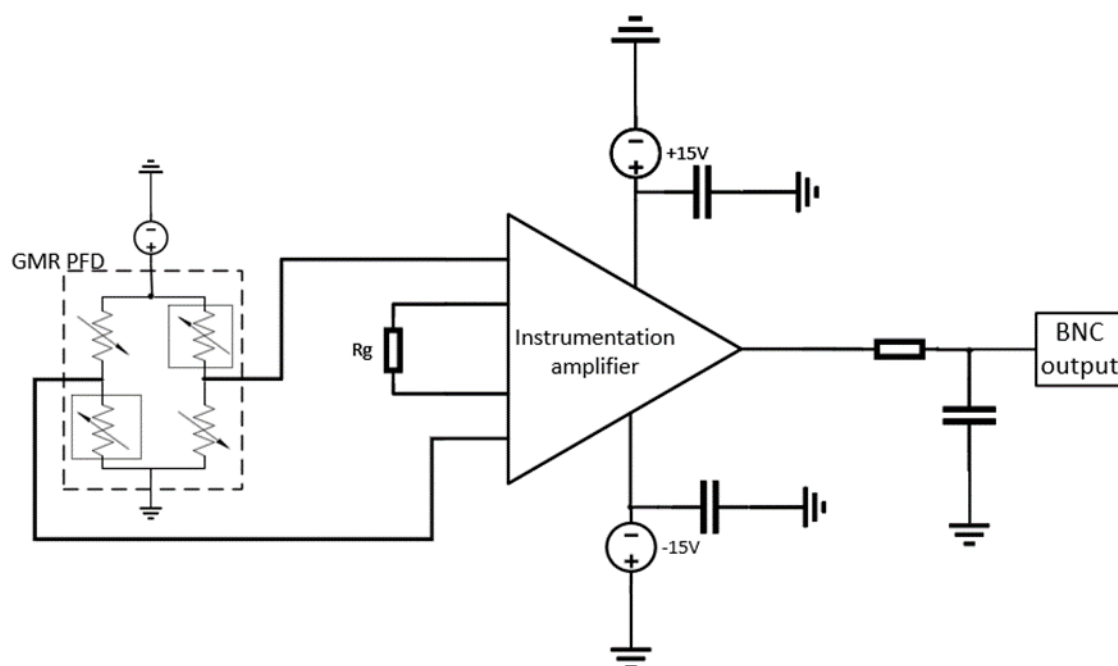 +15V
GMR PFD
Rg
Instrumentation
amplifier
BNC
output
-15V